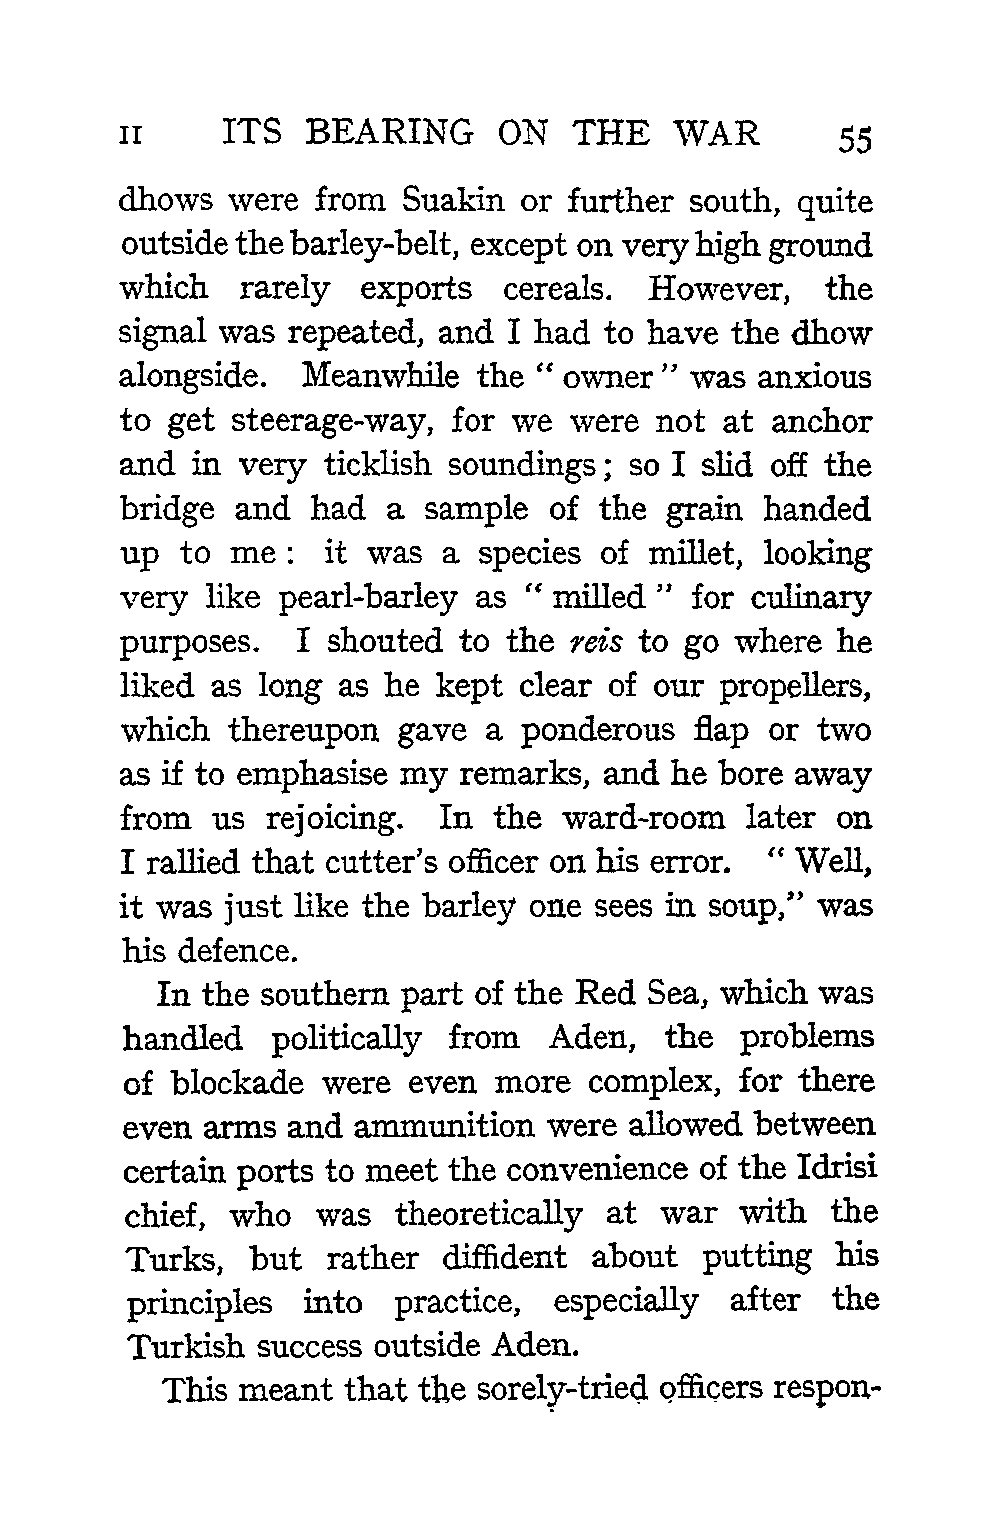 II ITS BEARING ON THE WAR 55
dhows were from Suakin or further south, quite
outside the barley-belt, except on very high ground
which rarely exports cereals. However, the
signal was repeated, and I had to have the dhow
alongside. Meanwhile the “ owner ” was anxious
to get steerage-way, for we were not at anchor
and in very ticklish soundings ; so I slid off the
bridge and had a sample of the grain handed
up to me : it was a species of millet, looking
very like pearl-barley as “ milled ” for culinary
purposes. I shouted to the reis to go where he
liked as long as he kept clear of our propellers,
which thereupon gave a ponderous flap or two
as if to emphasise my remarks, and he bore away
from us rejoicing. In the ward-room later on
I rallied that cutter’s officer on his error. “ Well,
it was just like the barley one sees in soup,” was
his defence.
In the southern part of the Red Sea, which was
handled politically from Aden, the problems
of blockade were even more complex, for there
even arms and ammunition were allowed between
certain ports to meet the convenience of the Idrisi
chief, who was theoretically at war with the
Turks, but rather diffident about putting his
principles into practice, especially after the
Turkish success outside Aden.
This meant that the sorely-tried officers respon-